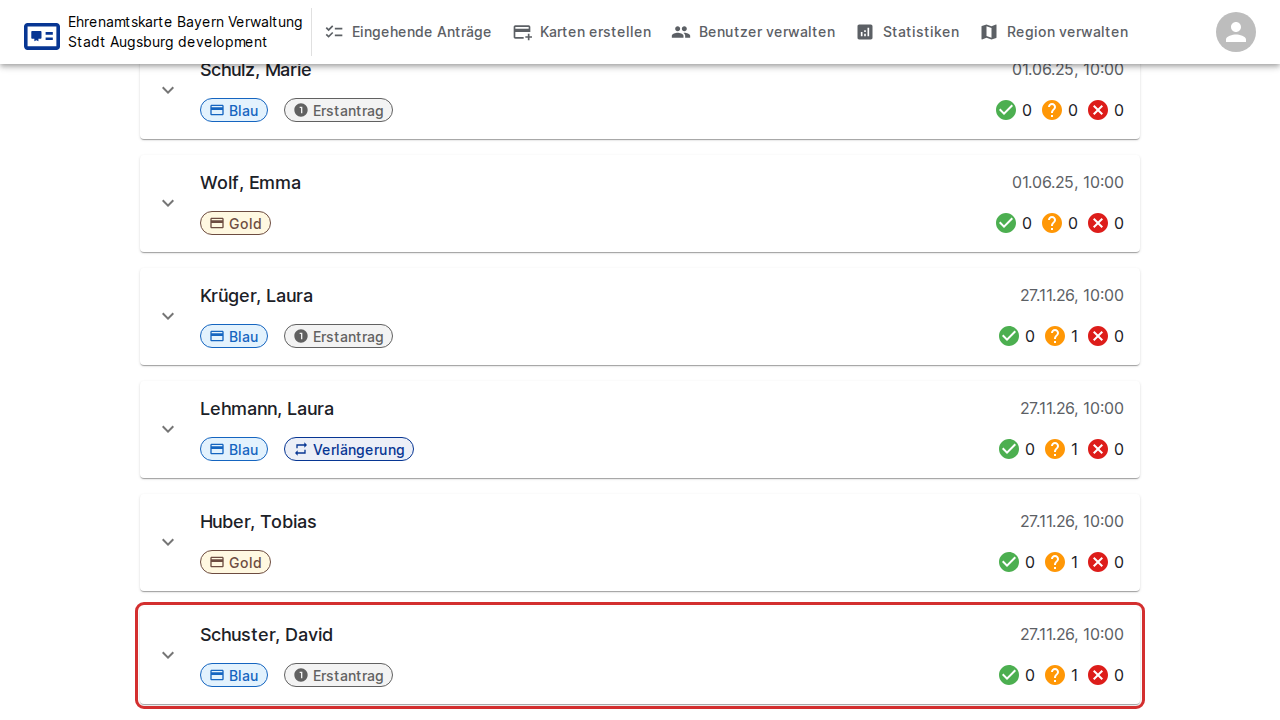 Ehrenamtskarte Bayern Verwaltung
Stadt Augsburg development
Eingehende Anträge
Karten erstellen
Benutzer verwalten
Statistiken
Region verwalten
Schulz, Marie 01.06.25, 10:00
Blau Erstantrag 0 0 0
Wolf, Emma 01.06.25, 10:00
Gold 0 0 0
Krüger, Laura 27.11.26, 10:00
Blau Erstantrag 0 1 0
Lehmann, Laura 27.11.26, 10:00
Blau Verlängerung 0 1 0
Huber, Tobias 27.11.26, 10:00
Gold 0 1 0
Schuster, David 27.11.26, 10:00
Blau Erstantrag 0 1 0